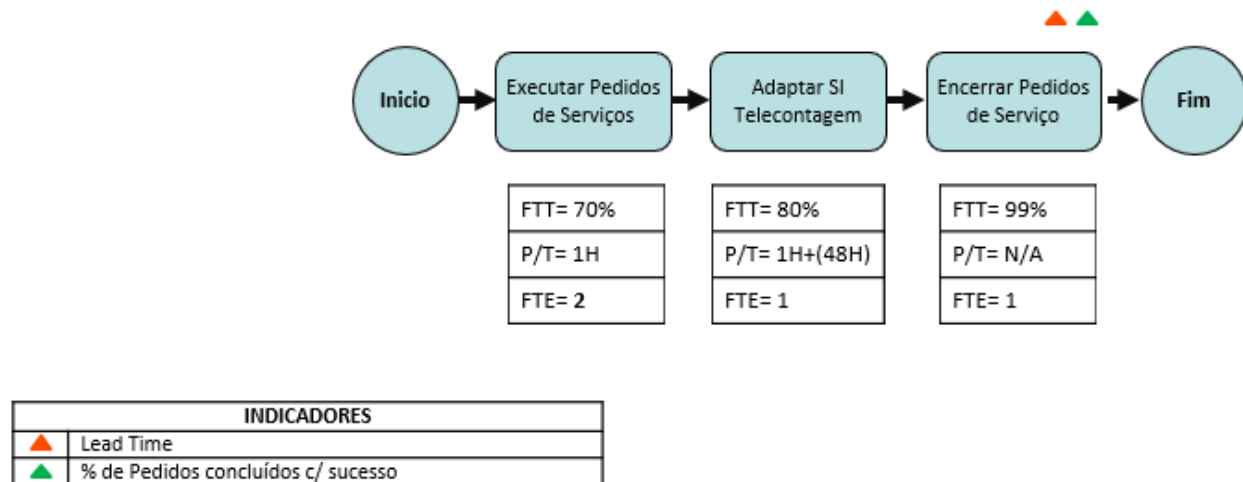 Inicio
Executar Pedidos
de Serviços
Adaptar SI
Telecontagem
Encerrar Pedidos
de Serviço
Fim
FTT= 70%
P/T= 1H
FTE= 2
FTT= 80%
P/T= 1H+(48H)
FTE= 1
FTT= 99%
P/T= N/A
FTE= 1
INDICADORES
Lead Time
% de Pedidos concluídos c/ sucesso